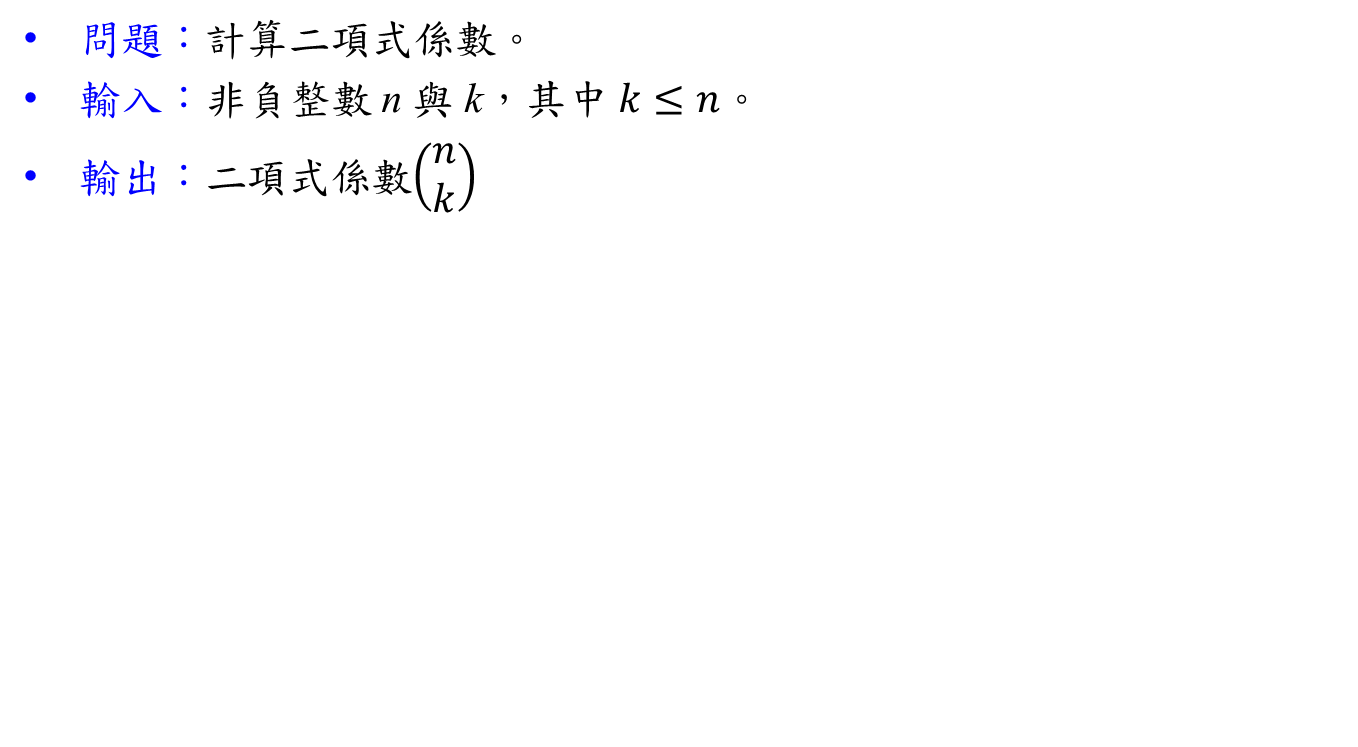 • 問題：計算二項式係數。
• 輸入：非負整數 n 與 k，其中 k ≤ n。
• 輸出：二項式係數(n k)